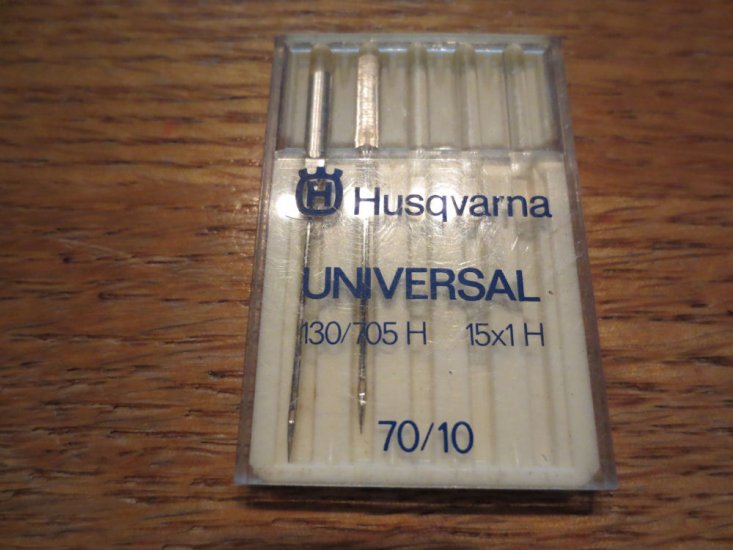 H Husqvarna
UNIVERSAL
130/705 H 15x1 H
70/10